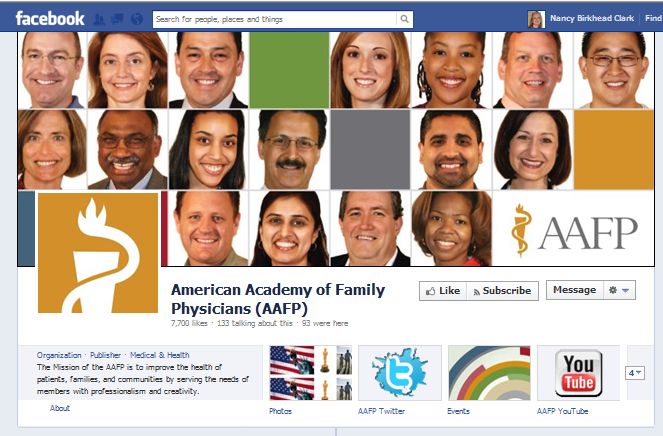 facebook
Search for people, places and things
Nancy Birkhead Clark
Find
AAFP
American Academy of Family
Physicians (AAFP)
7,700 likes · 133 talking about this · 93 were here
Like
Subscribe
Message
Organization · Publisher · Medical & Health
The Mission of the AAFP is to improve the health of
patients, families, and communities by serving the needs of
members with professionalism and creativity.
About
Photos
AAFP Twitter
Events
You
Tube
AAFP YouTube
4